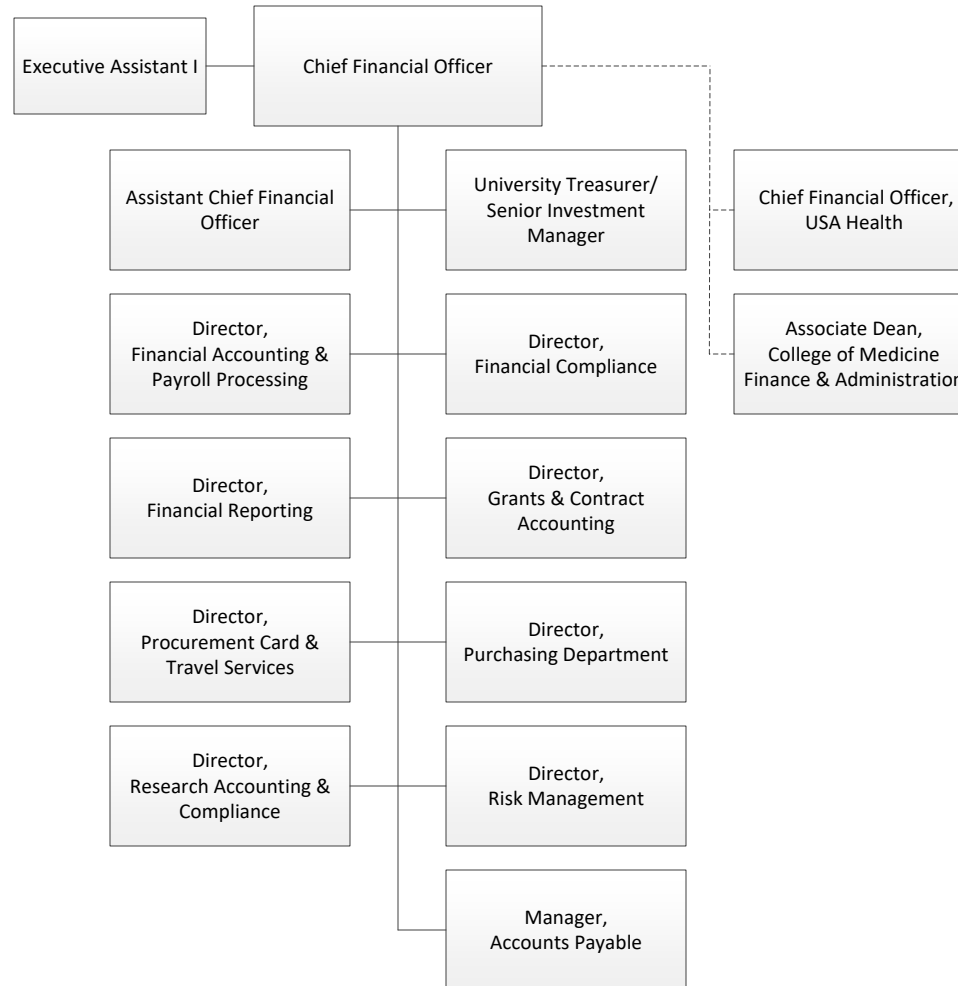 Executive Assistant I
Chief Financial Officer
Assistant Chief Financial
Officer
University Treasurer/
Senior Investment
Manager
Chief Financial Officer,
USA Health
Director,
Financial Accounting &
Payroll Processing
Director,
Financial Compliance
Associate Dean,
College of Medicine
Finance & Administration
Director,
Financial Reporting
Director,
Grants & Contract
Accounting
Director,
Procurement Card &
Travel Services
Director,
Purchasing Department
Director,
Research Accounting &
Compliance
Director,
Risk Management
Manager,
Accounts Payable